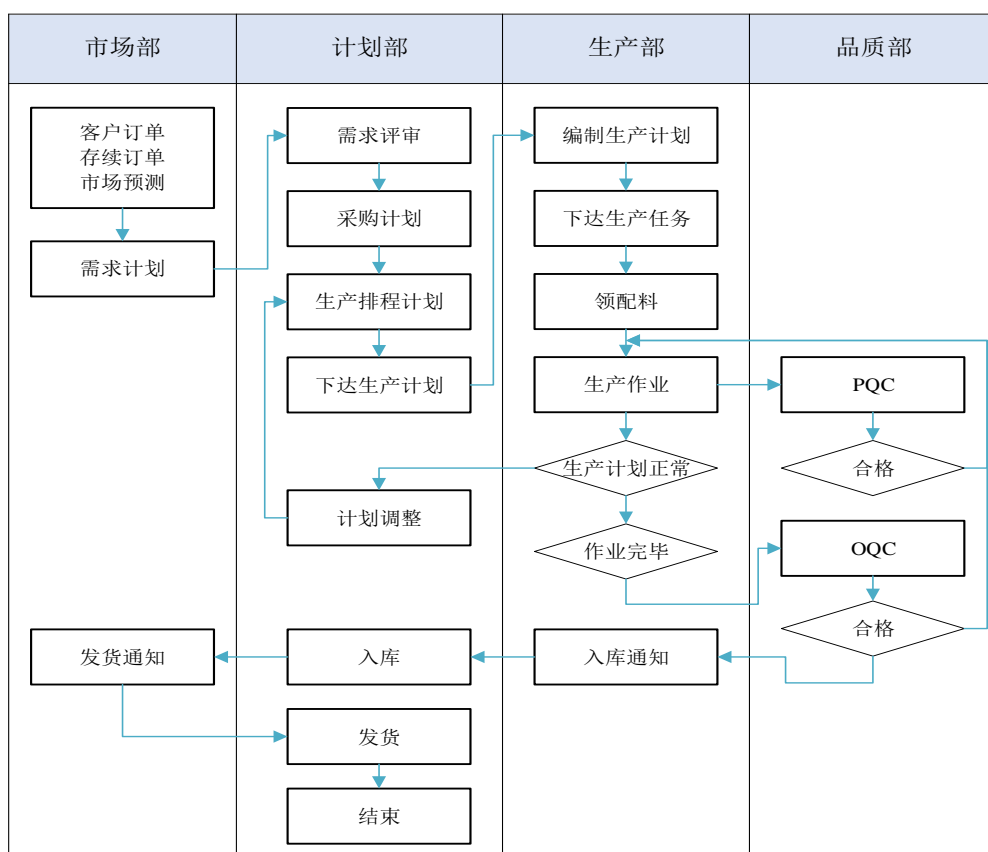 市场部
计划部
生产部
品质部
客户订单
存续订单
市场预测
需求计划
需求评审
采购计划
生产排程计划
下达生产计划
计划调整
编制生产计划
下达生产任务
领配料
生产作业
生产计划正常
作业完毕
PQC
合格
OQC
合格
入库通知
入库
发货通知
发货
结束